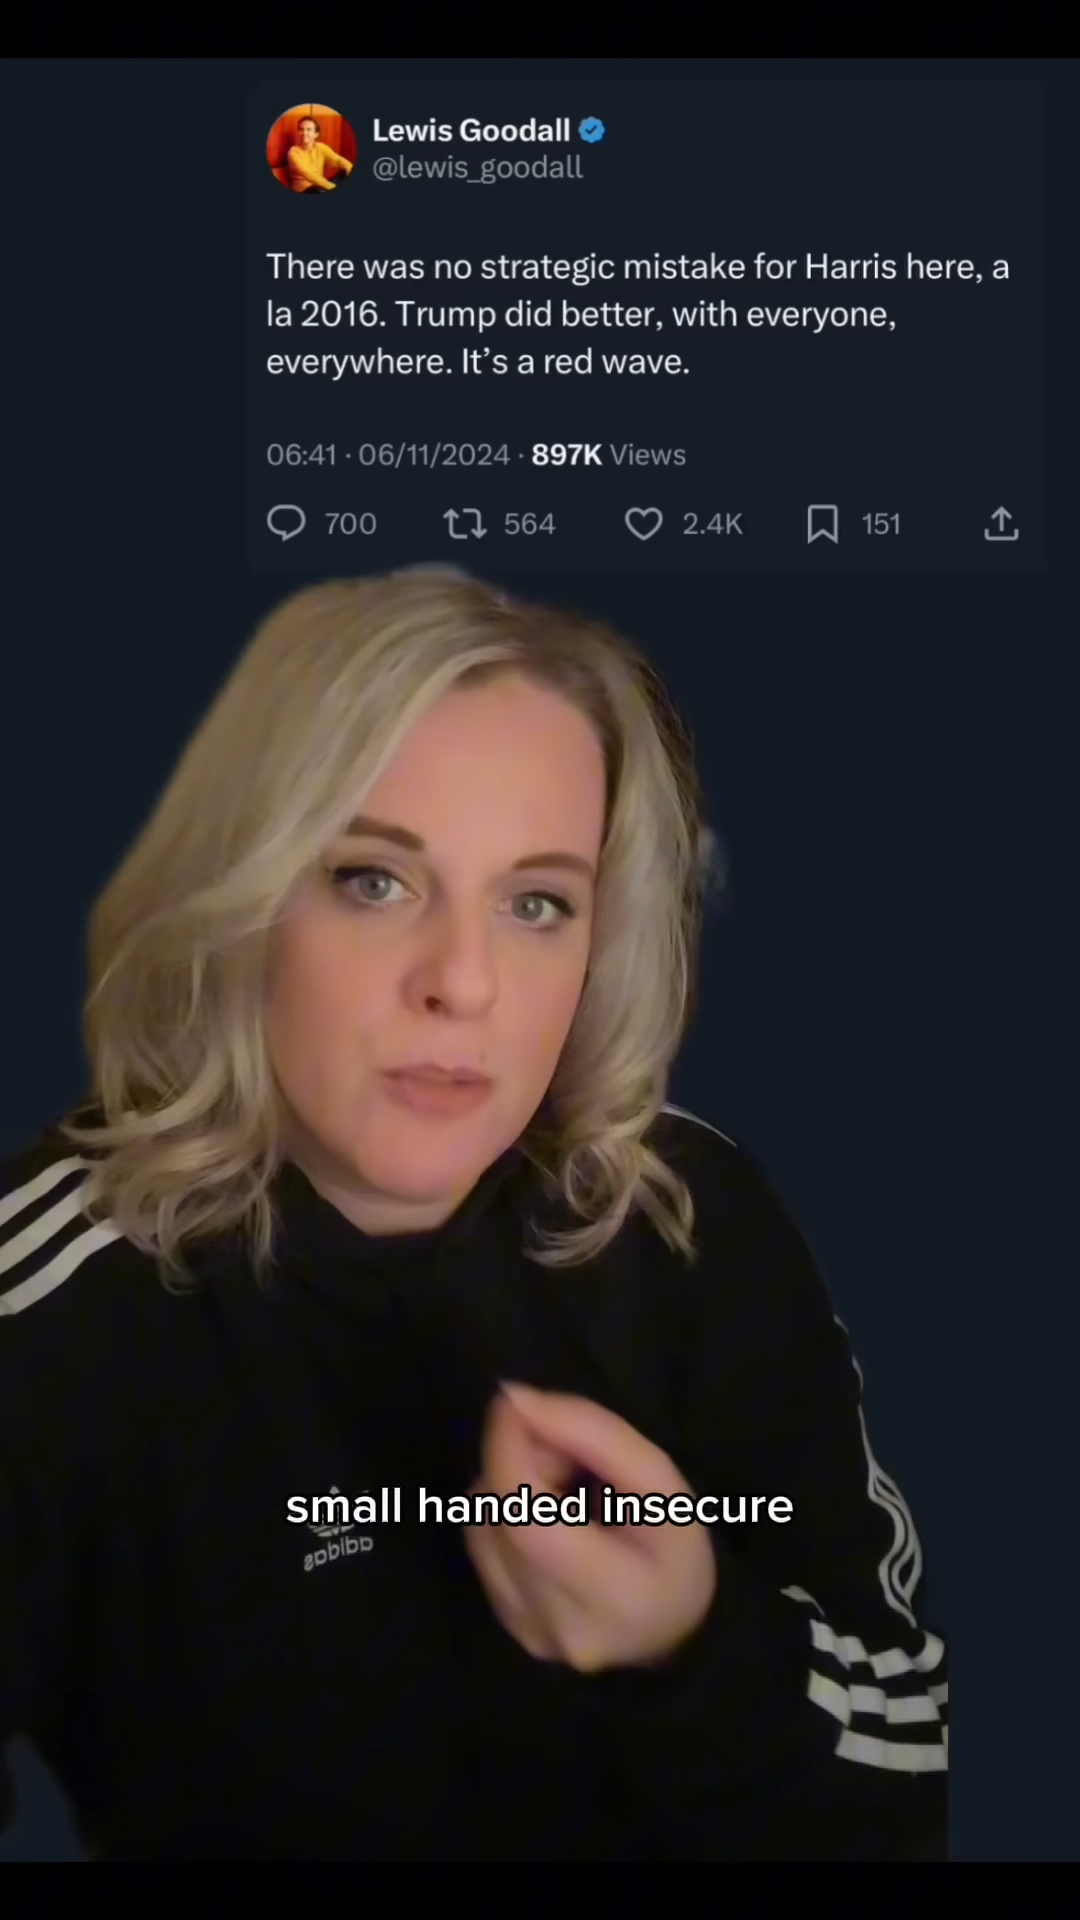 Lewis Goodall
@lewis_goodall
There was no strategic mistake for Harris here, a
la 2016. Trump did better, with everyone,
everywhere. It’s a red wave.
06:41 · 06/11/2024 · 897K Views
700 564 2.4K 151
small handed insecure
adidas